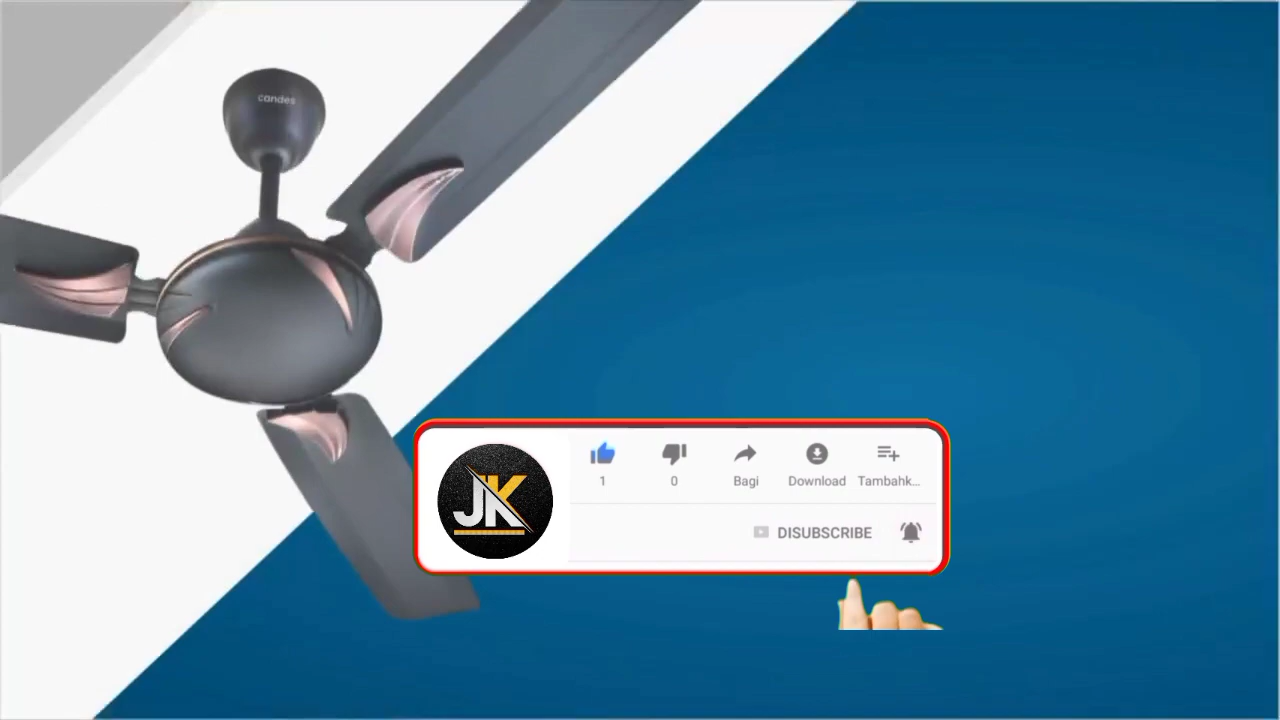 candes
JK
1
0
Bagi
Download
Tambahk...
DISUBSCRIBE